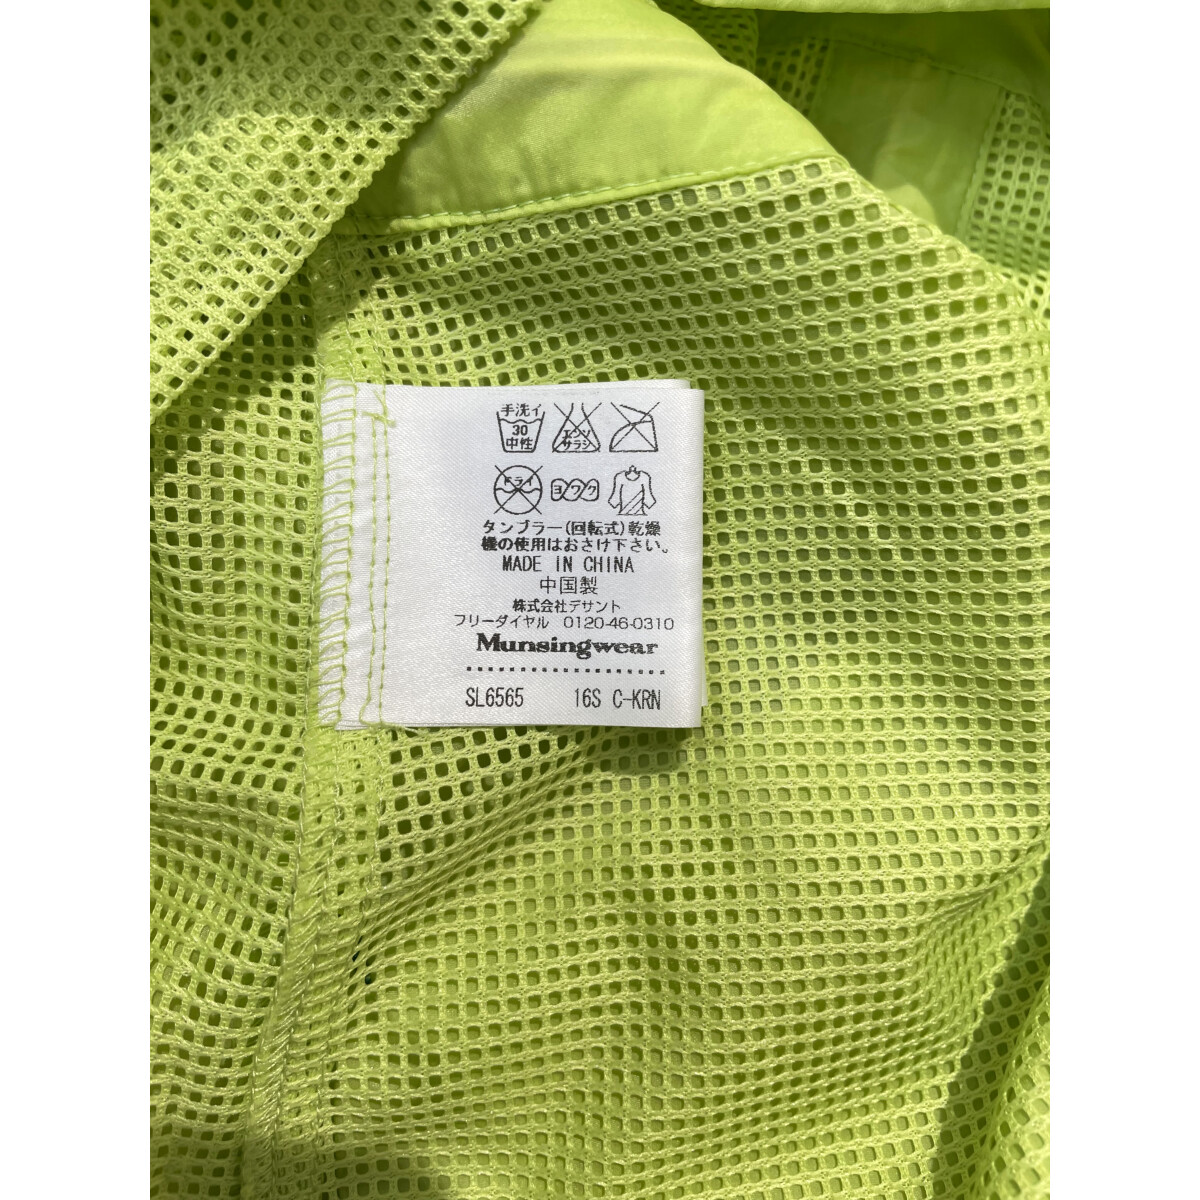 手洗イ
30
中性
エンソ
サラシ
ドライ
ヨワク
タンブラー(回転式)乾燥
機の使用はおさけ下さい。
MADE IN CHINA
中国製
株式会社デサント
フリーダイヤル 0120-46-0310
Munsingwear
SL6565 16S C-KRN